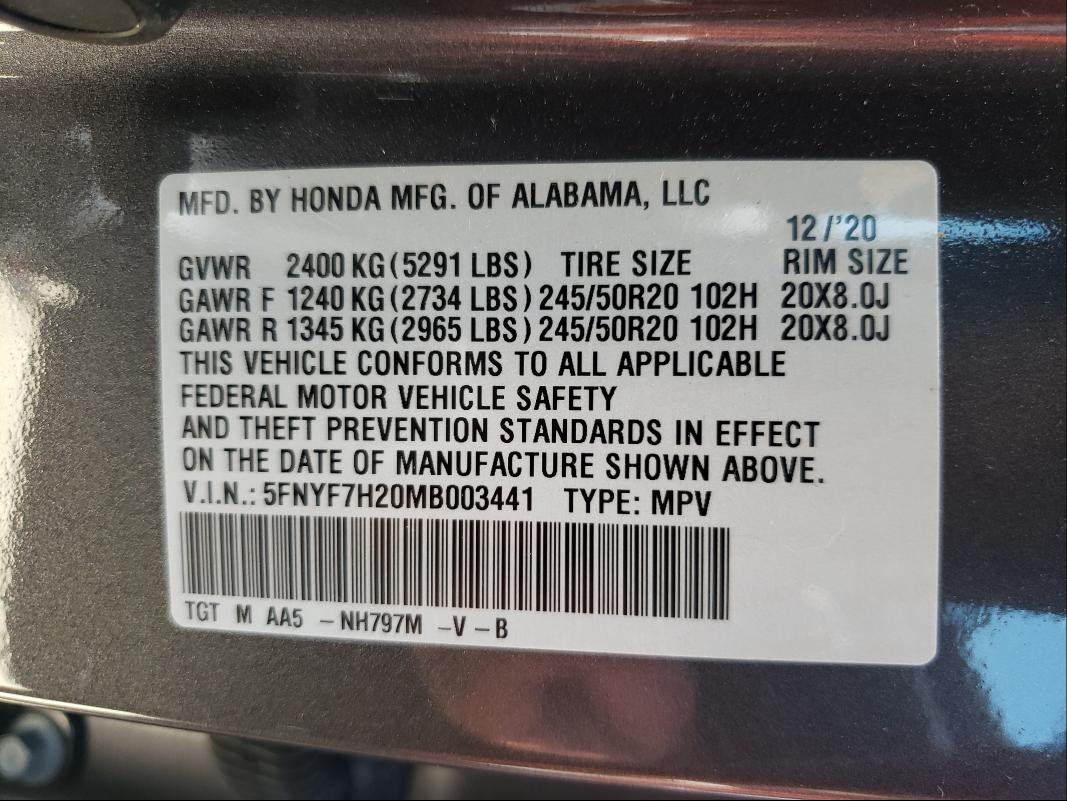 MFD. BY HONDA MFG. OF ALABAMA, LLC
12/'20
GVWR 2400 KG (5291 LBS) TIRE SIZE RIM SIZE
GAWR F 1240 KG (2734 LBS) 245/50R20 102H 20X8.0J
GAWR R 1345 KG (2965 LBS) 245/50R20 102H 20X8.0J
THIS VEHICLE CONFORMS TO ALL APPLICABLE
FEDERAL MOTOR VEHICLE SAFETY
AND THEFT PREVENTION STANDARDS IN EFFECT
ON THE DATE OF MANUFACTURE SHOWN ABOVE.
V.I.N.: 5FNYF7H20MB003441 TYPE: MPV
TGT M AA5 -NH797M -V -B